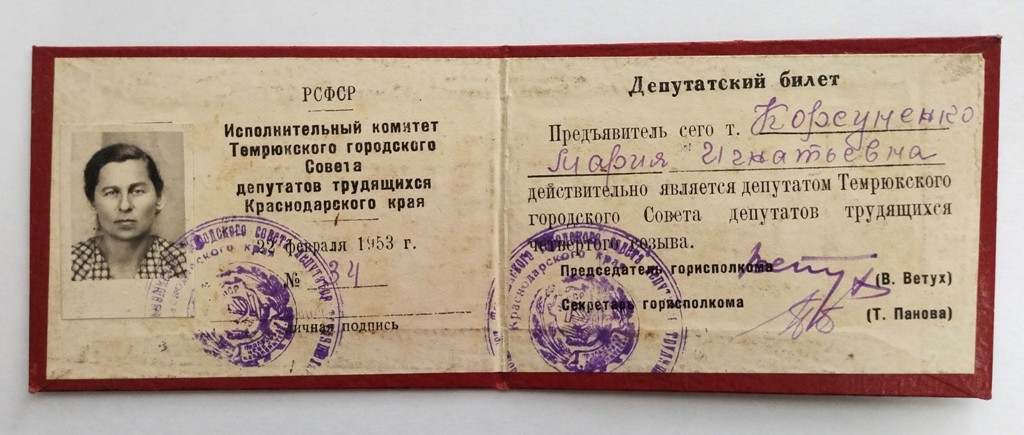 РСФСР
Исполнительный комитет
Темрюкского городского
Совета
депутатов трудящихся
Краснодарского края
22 февраля 1953 г.
№ 34
личная подпись
Депутатский билет
Предъявитель сего т. Корсуненко
Мария Игнатьевна
действительно является депутатом Темрюкского
городского Совета депутатов трудящихся
четвертого созыва.
Председатель горисполкома
(В. Ветух)
Секретарь горисполкома
(Т. Панова)
Краснодарского края